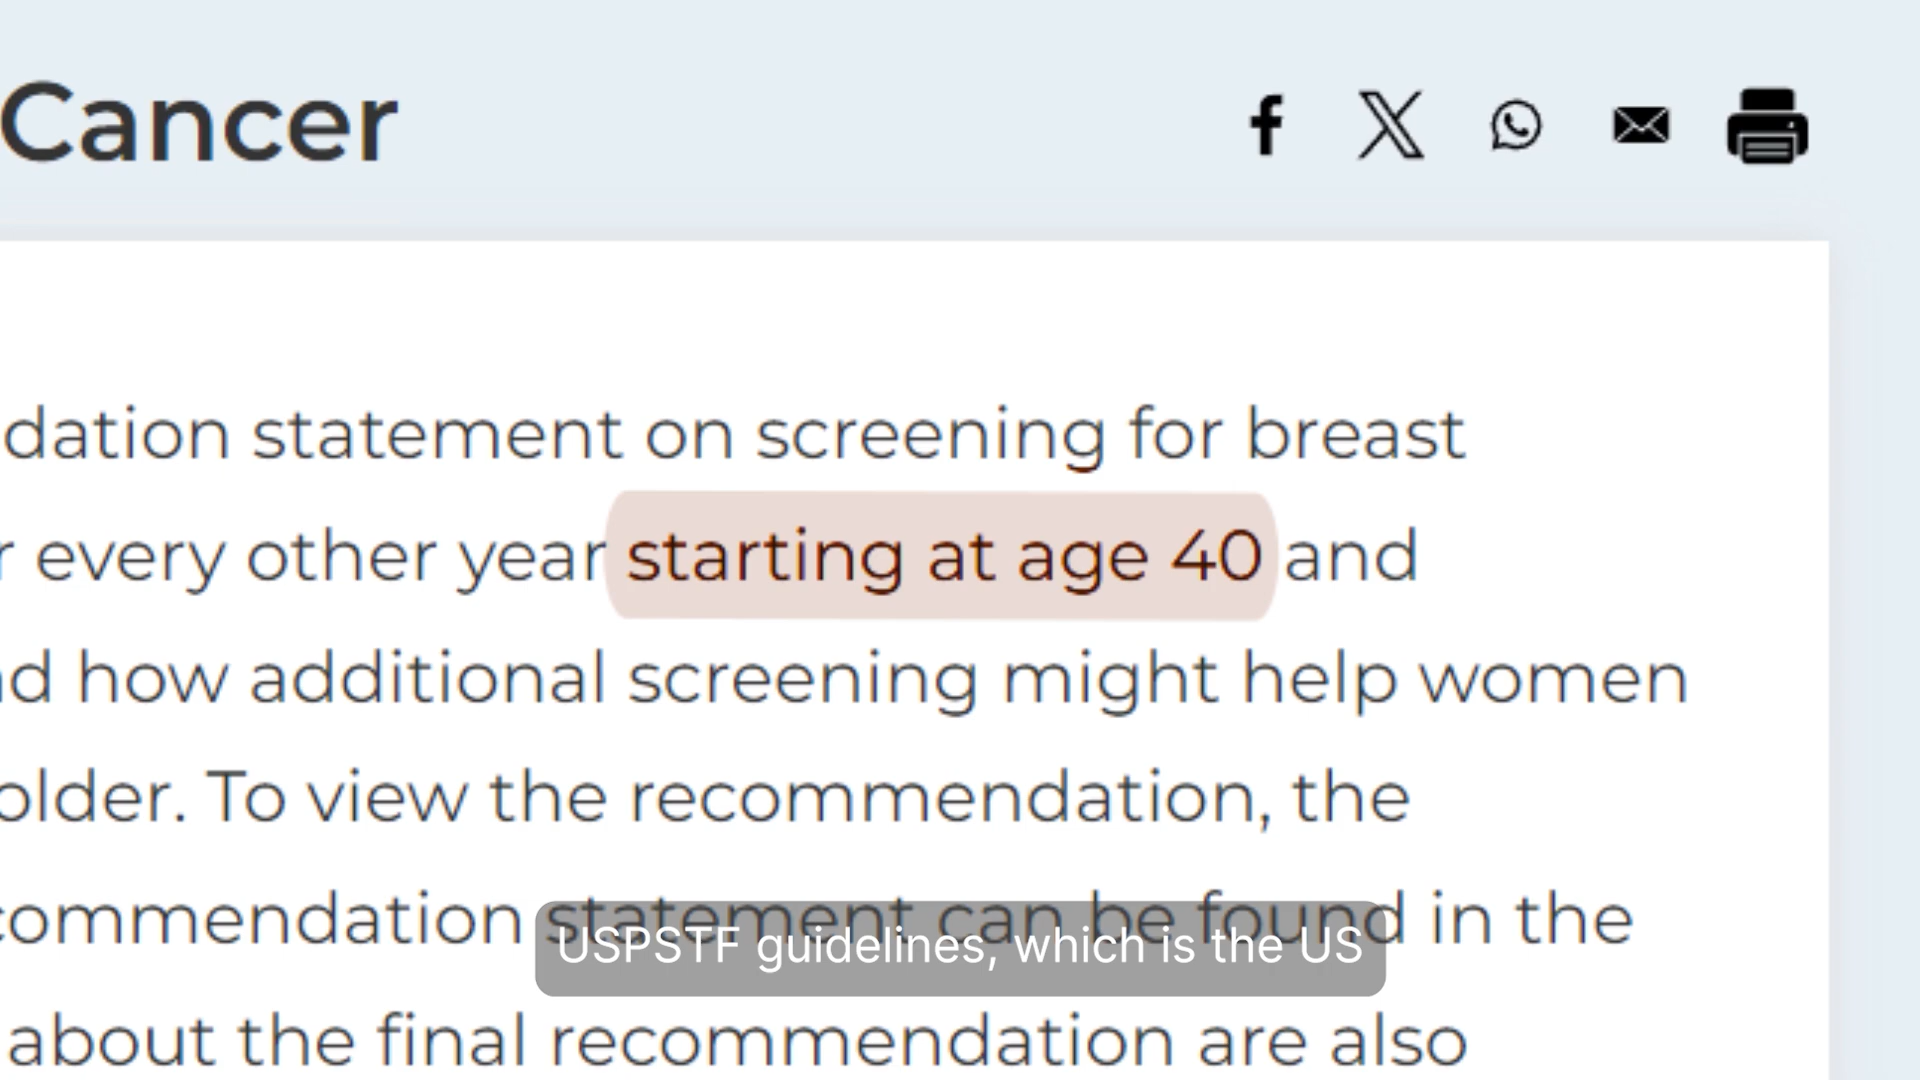 Cancer
dation statement on screening for breast
r every other year starting at age 40 and
nd how additional screening might help women
older. To view the recommendation, the
commendation statement can be found in the
USPSTF guidelines, which is the US
about the final recommendation are also